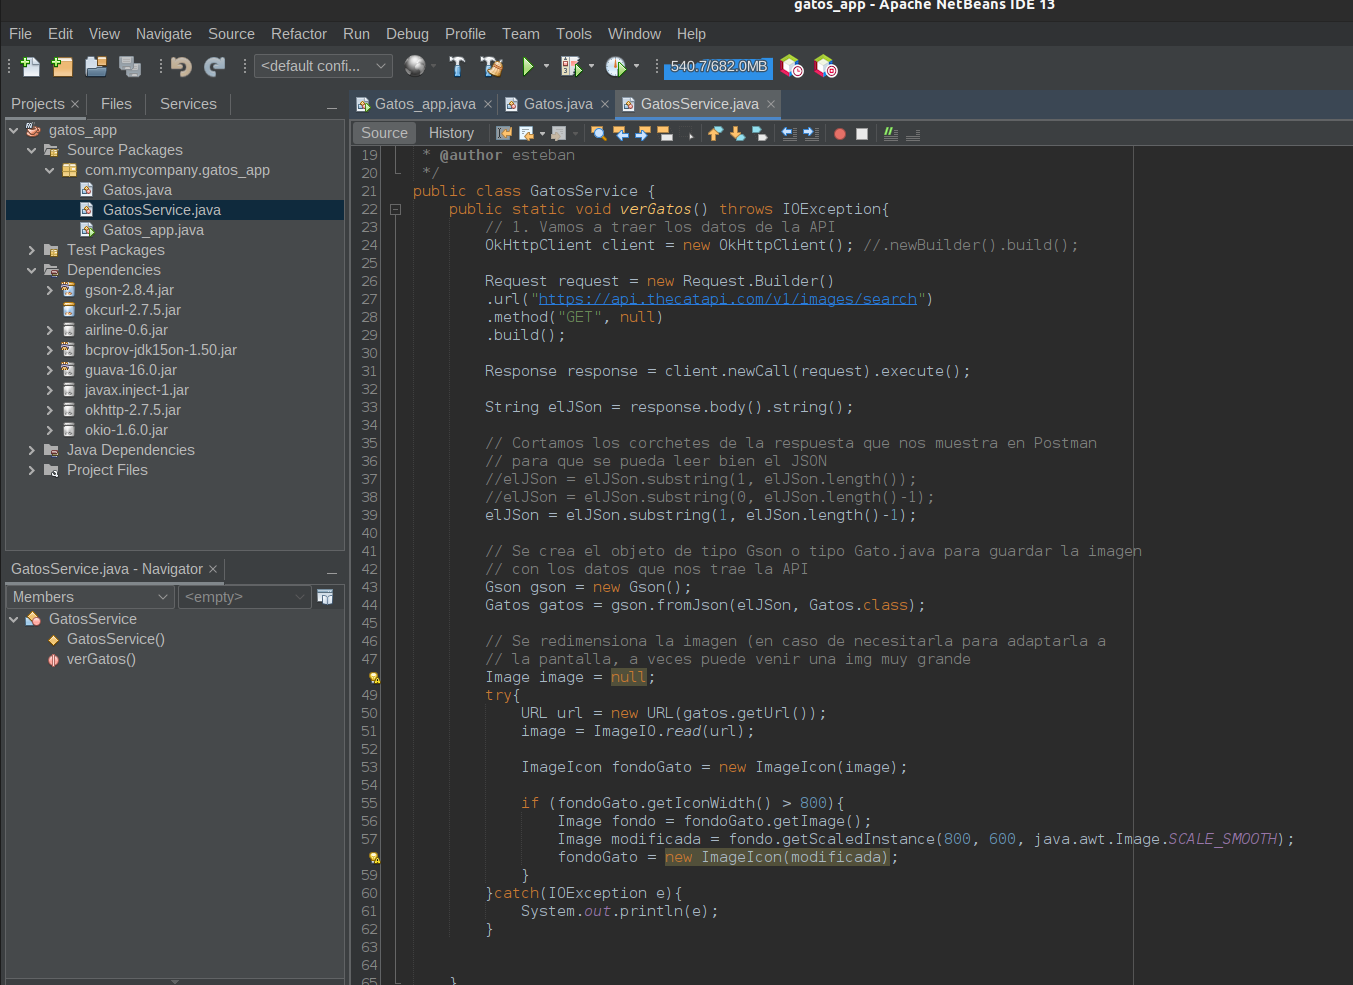 gatos_app - Apache NetBeans IDE 13
File Edit View Navigate Source Refactor Run Debug Profile Team Tools Window Help
<default confi... 540.7/682.0MB
Projects Files Services
gatos_app
Source Packages
com.mycompany.gatos_app
Gatos.java
GatosService.java
Gatos_app.java
Test Packages
Dependencies
gson-2.8.4.jar
okcurl-2.7.5.jar
airline-0.6.jar
bcprov-jdk15on-1.50.jar
guava-16.0.jar
javax.inject-1.jar
okhttp-2.7.5.jar
okio-1.6.0.jar
Java Dependencies
Project Files
GatosService.java - Navigator
Members <empty>
GatosService
GatosService()
verGatos()
Gatos_app.java Gatos.java GatosService.java
Source History
19 * @author esteban
20 */
21 public class GatosService {
22 public static void verGatos() throws IOException{
23 // 1. Vamos a traer los datos de la API
24 OkHttpClient client = new OkHttpClient(); //.newBuilder().build();
25
26 Request request = new Request.Builder()
27 .url("https://api.thecatapi.com/v1/images/search")
28 .method("GET", null)
29 .build();
30
31 Response response = client.newCall(request).execute();
32
33 String elJSon = response.body().string();
34
35 // Cortamos los corchetes de la respuesta que nos muestra en Postman
36 // para que se pueda leer bien el JSON
37 //elJSon = elJSon.substring(1, elJSon.length());
38 //elJSon = elJSon.substring(0, elJSon.length()-1);
39 elJSon = elJSon.substring(1, elJSon.length()-1);
40
41 // Se crea el objeto de tipo Gson o tipo Gato.java para guardar la imagen
42 // con los datos que nos trae la API
43 Gson gson = new Gson();
44 Gatos gatos = gson.fromJson(elJSon, Gatos.class);
45
46 // Se redimensiona la imagen (en caso de necesitarla para adaptarla a
47 // la pantalla, a veces puede venir una img muy grande
Image image = null;
49 try{
50 URL url = new URL(gatos.getUrl());
51 image = ImageIO.read(url);
52
53 ImageIcon fondoGato = new ImageIcon(image);
54
55 if (fondoGato.getIconWidth() > 800){
56 Image fondo = fondoGato.getImage();
57 Image modificada = fondo.getScaledInstance(800, 600, java.awt.Image.SCALE_SMOOTH);
fondoGato = new ImageIcon(modificada);
59 }
60 }catch(IOException e){
61 System.out.println(e);
62 }
63
64
65 }